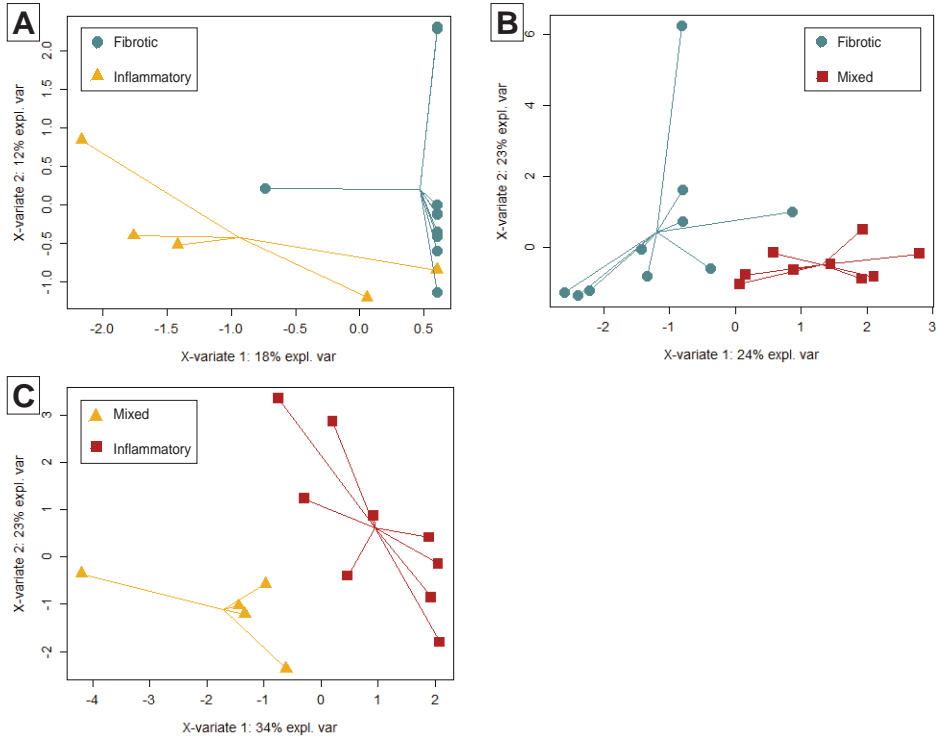 A
Fibrotic
Inflammatory
X-variate 2: 12% expl. var
2.0
1.5
1.0
0.5
0.0
-0.5
-1.0
-2.0 -1.5 -1.0 -0.5 0.0 0.5
X-variate 1: 18% expl. var
B
Fibrotic
Mixed
X-variate 2: 23% expl. var
6
4
2
0
-2 -1 0 1 2 3
X-variate 1: 24% expl. var
C
Mixed
Inflammatory
X-variate 2: 23% expl. var
3
2
1
0
-1
-2
-4 -3 -2 -1 0 1 2
X-variate 1: 34% expl. var